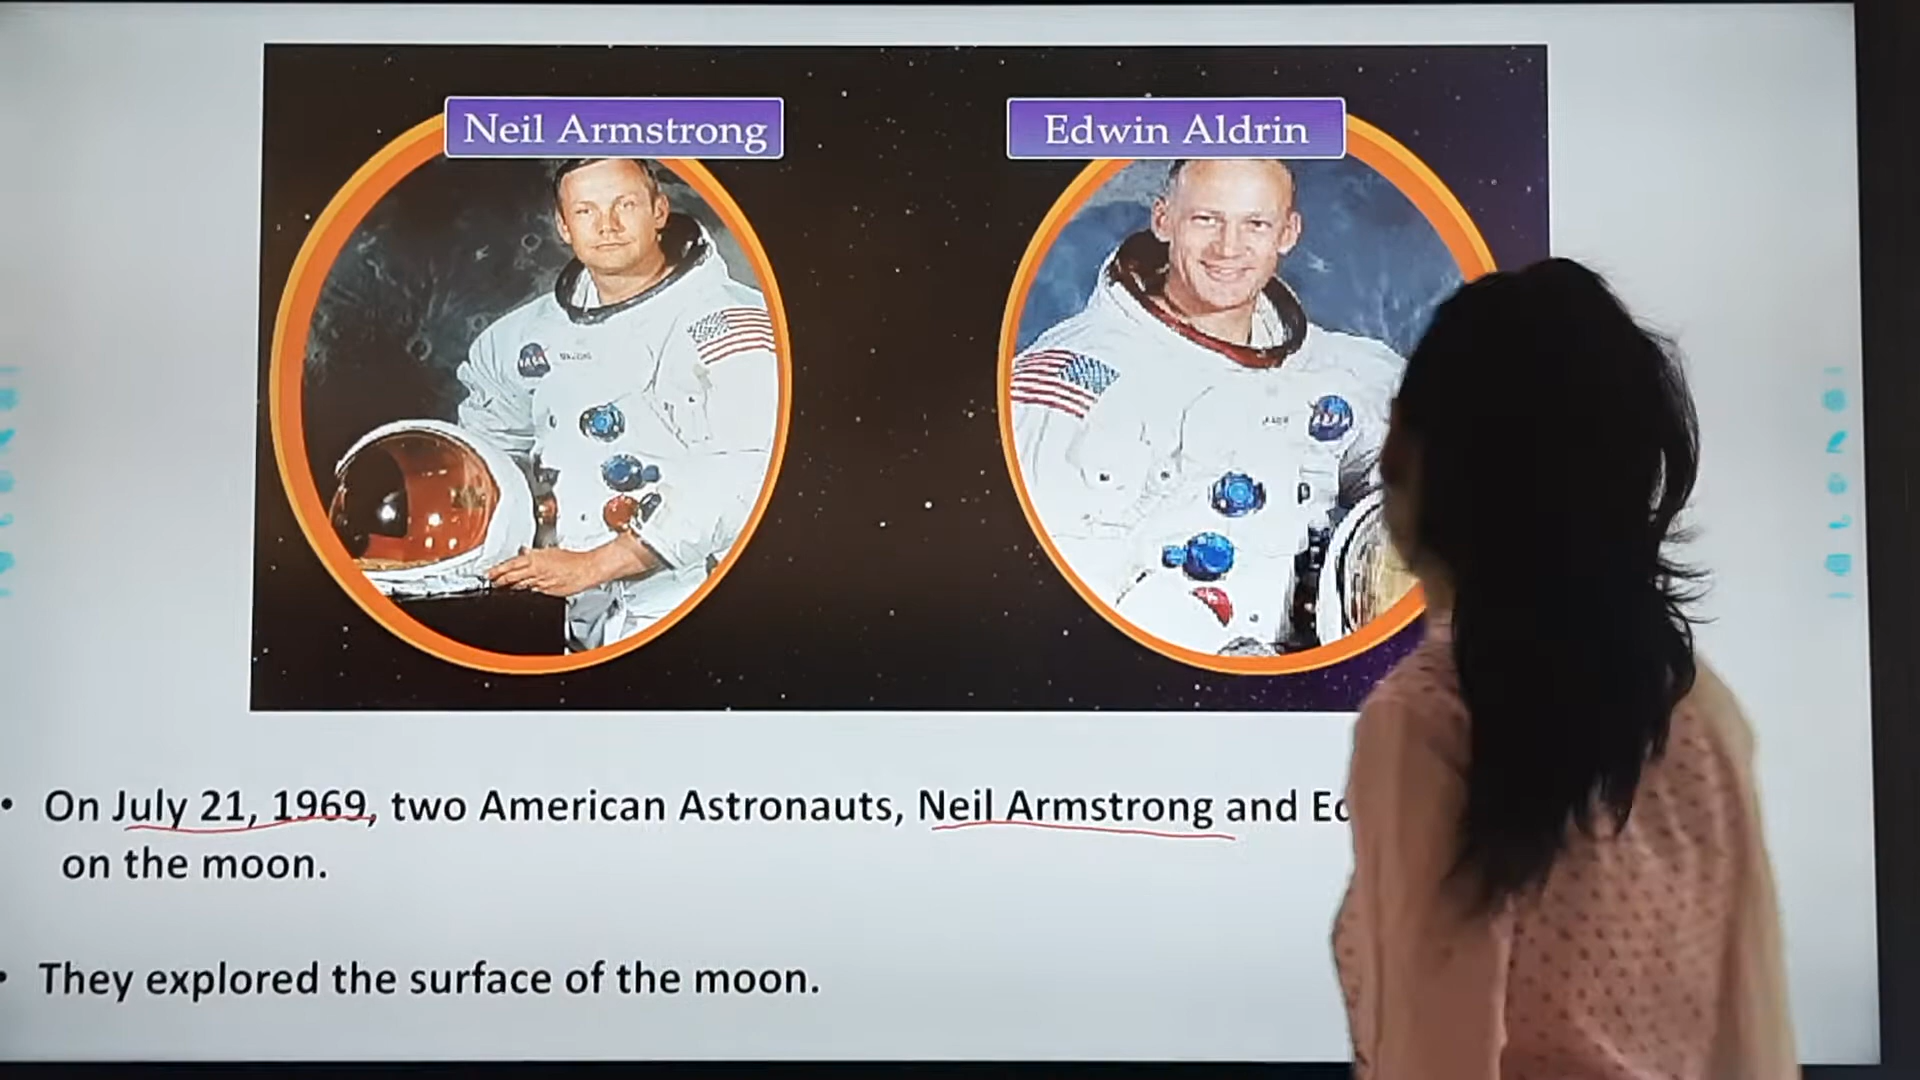 Neil Armstrong
Edwin Aldrin
NASA
• On July 21, 1969, two American Astronauts, Neil Armstrong and
on the moon.
• They explored the surface of the moon.